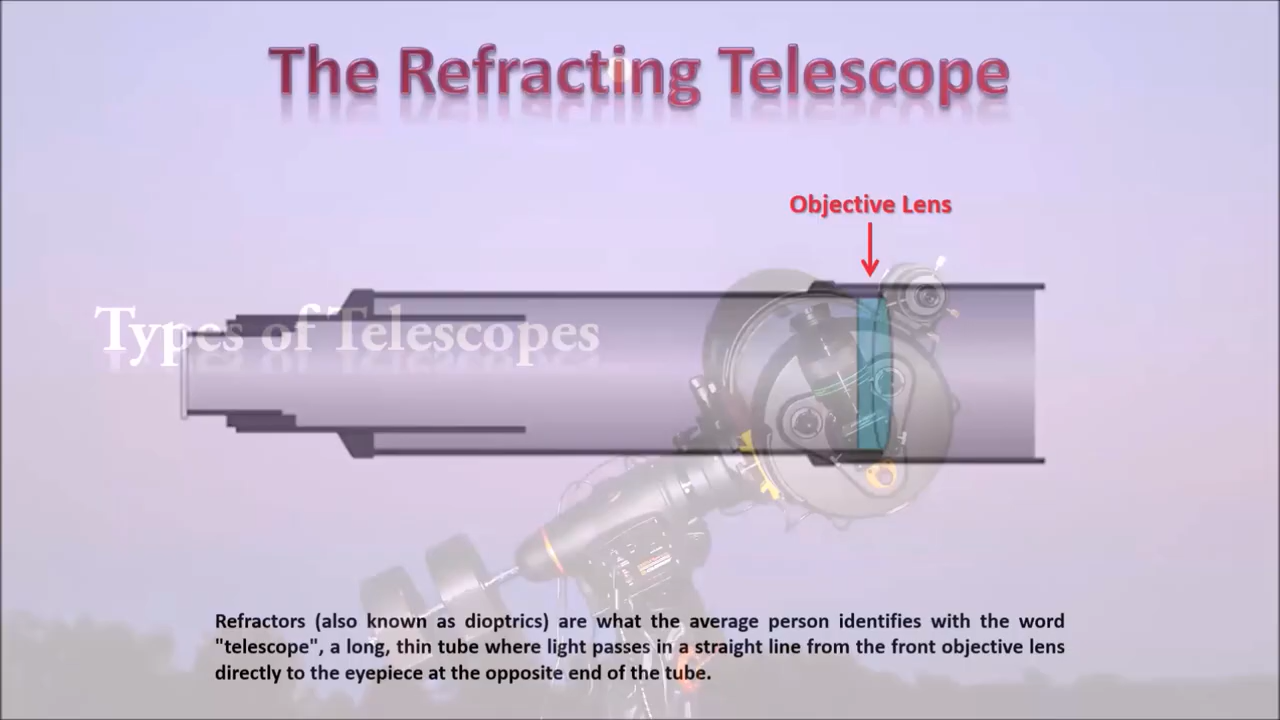 The Refracting Telescope
Objective Lens
Types of Telescopes
Refractors (also known as dioptrics) are what the average person identifies with the word
"telescope", a long, thin tube where light passes in a straight line from the front objective lens
directly to the eyepiece at the opposite end of the tube.